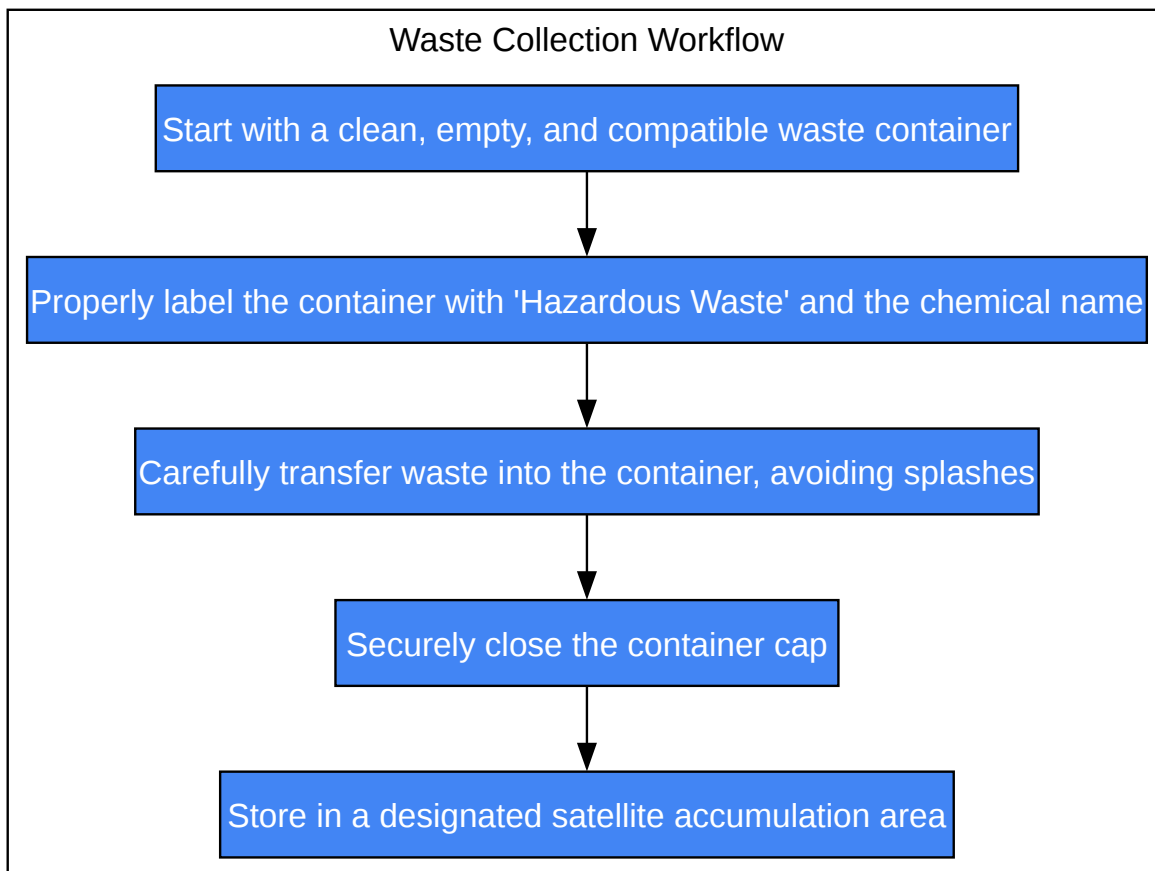 Waste Collection Workflow
Start with a clean, empty, and compatible waste container
Properly label the container with 'Hazardous Waste' and the chemical name
Carefully transfer waste into the container, avoiding splashes
Securely close the container cap
Store in a designated satellite accumulation area